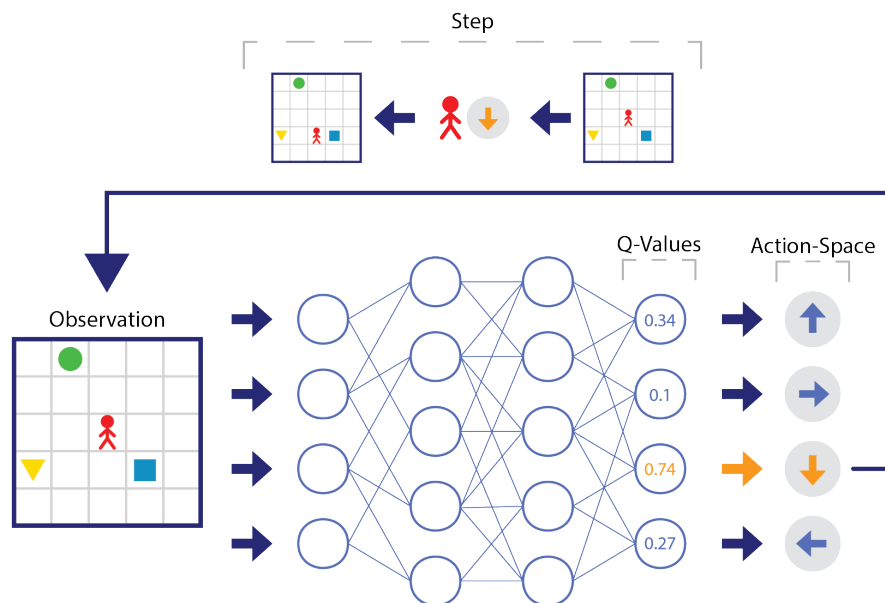 Step
Q-Values
Action-Space
Observation
0.34
0.1
0.74
0.27